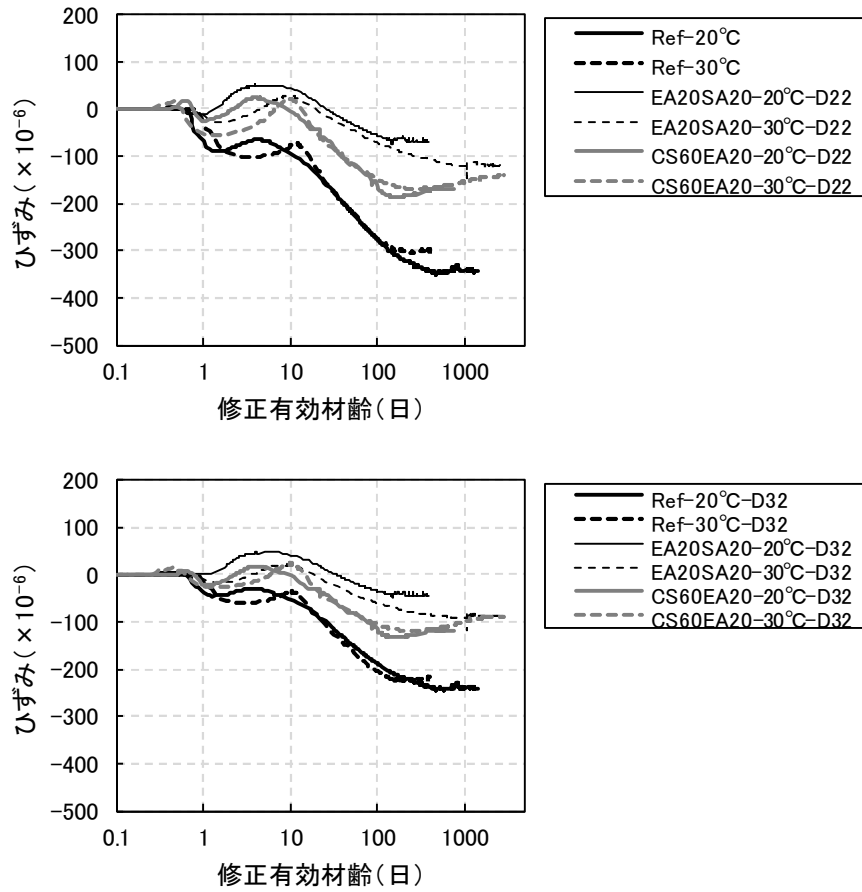 200
100
0
−100
−200
−300
−400
−500
ひずみ(×10⁻⁶)
0.1 1 10 100 1000
修正有効材齢(日)
Ref−20℃
Ref−30℃
EA20SA20−20℃−D22
EA20SA20−30℃−D22
CS60EA20−20℃−D22
CS60EA20−30℃−D22
200
100
0
−100
−200
−300
−400
−500
ひずみ(×10⁻⁶)
0.1 1 10 100 1000
修正有効材齢(日)
Ref−20℃−D32
Ref−30℃−D32
EA20SA20−20℃−D32
EA20SA20−30℃−D32
CS60EA20−20℃−D32
CS60EA20−30℃−D32